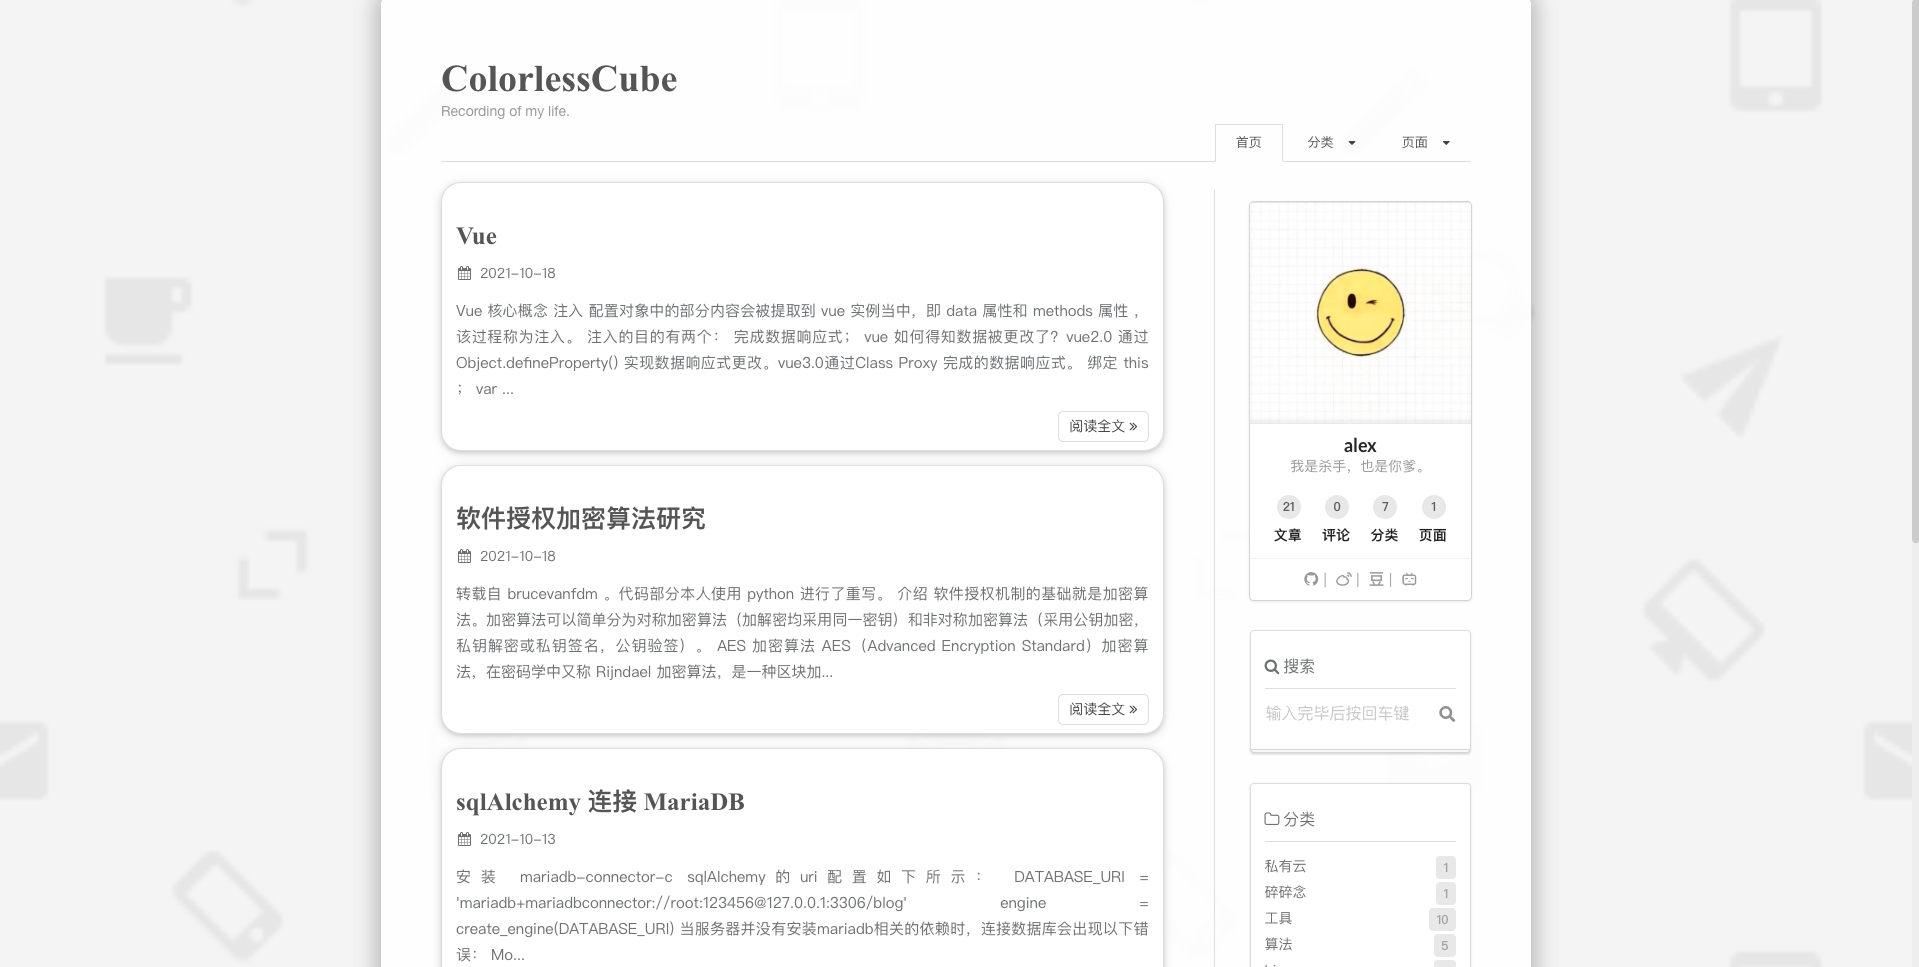 ColorlessCube
Recording of my life.
首页 分类 页面
Vue
2021-10-18
Vue 核心概念 注入 配置对象中的部分内容会被提取到 vue 实例当中，即 data 属性和 methods 属性 ，
该过程称为注入。 注入的目的有两个： 完成数据响应式； vue 如何得知数据被更改了？vue2.0 通过
Object.defineProperty() 实现数据响应式更改。vue3.0通过Class Proxy 完成的数据响应式。 绑定 this
； var ...
阅读全文 »
软件授权加密算法研究
2021-10-18
转载自 brucevanfdm 。代码部分本人使用 python 进行了重写。 介绍 软件授权机制的基础就是加密算
法。加密算法可以简单分为对称加密算法（加解密均采用同一密钥）和非对称加密算法（采用公钥加密，
私钥解密或私钥签名，公钥验签）。 AES 加密算法 AES（Advanced Encryption Standard）加密算
法，在密码学中又称 Rijndael 加密算法，是一种区块加...
阅读全文 »
sqlAlchemy 连接 MariaDB
2021-10-13
安装 mariadb-connector-c sqlAlchemy 的 uri 配置如下所示： DATABASE_URI =
'mariadb+mariadbconnector://root:123456@127.0.0.1:3306/blog' engine =
create_engine(DATABASE_URI) 当服务器并没有安装mariadb相关的依赖时，连接数据库会出现以下错
误： Mo...
alex
我是杀手，也是你爹。
21 0 7 1
文章 评论 分类 页面
| | 豆 |
搜索
输入完毕后按回车键
分类
私有云 1
碎碎念 1
工具 10
算法 5